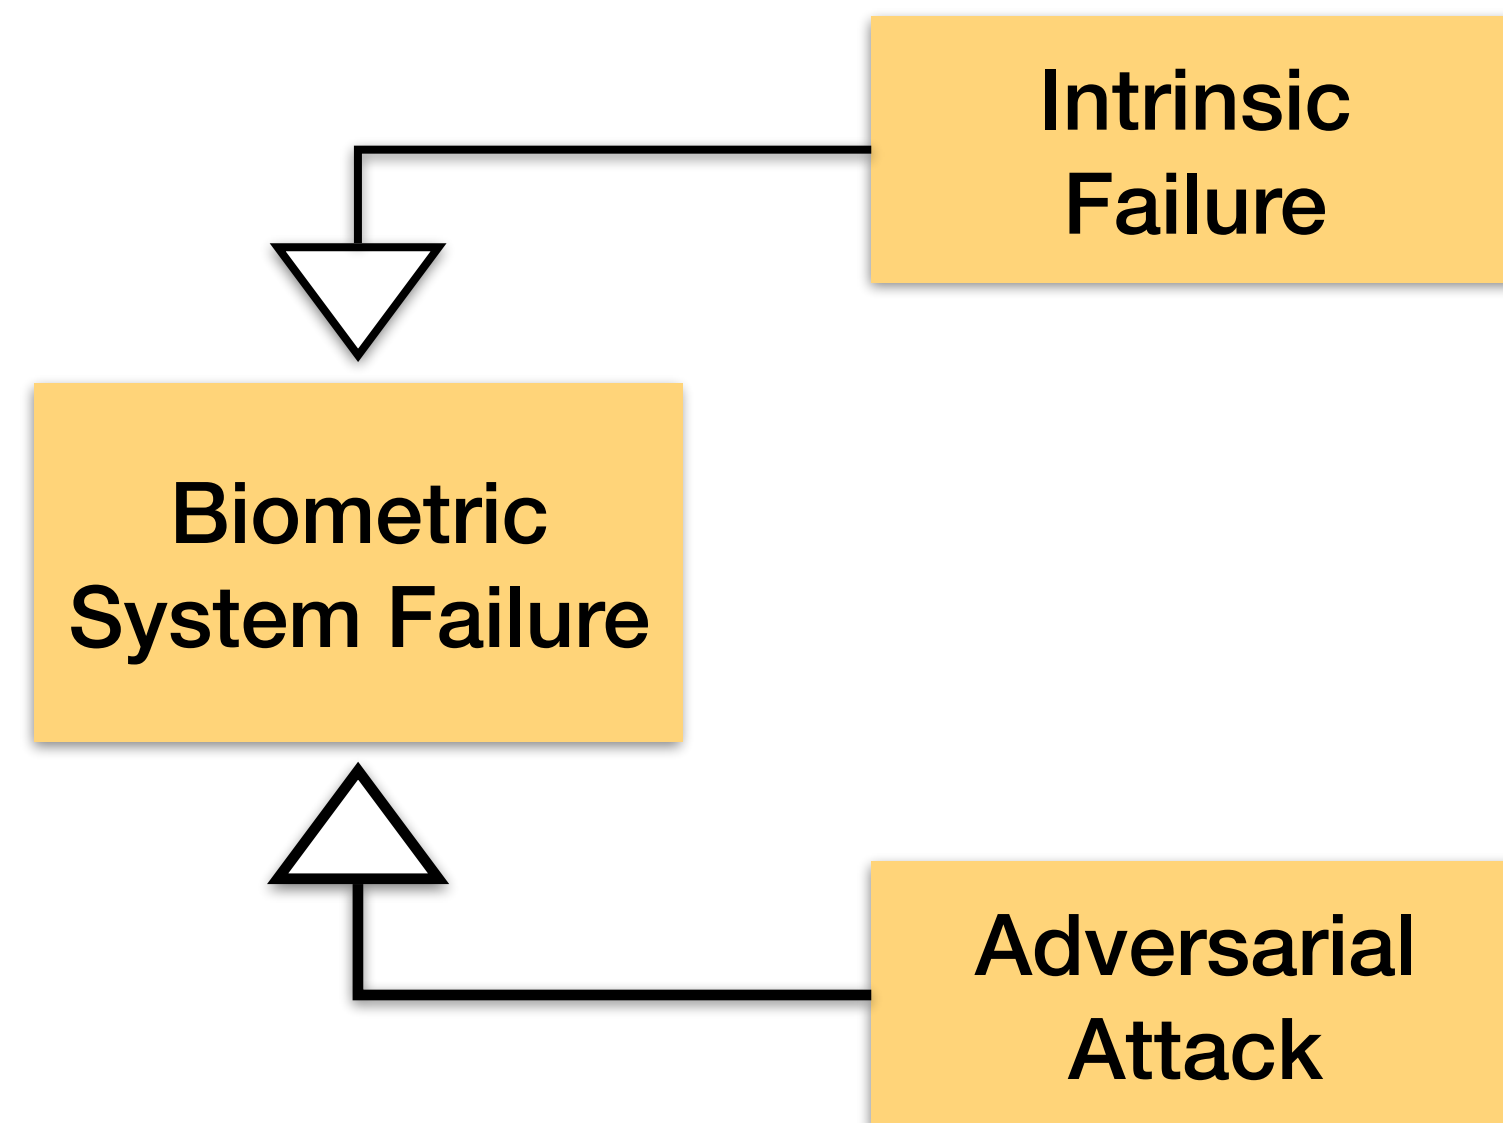 Intrinsic
Failure
Biometric
System Failure
Adversarial
Attack